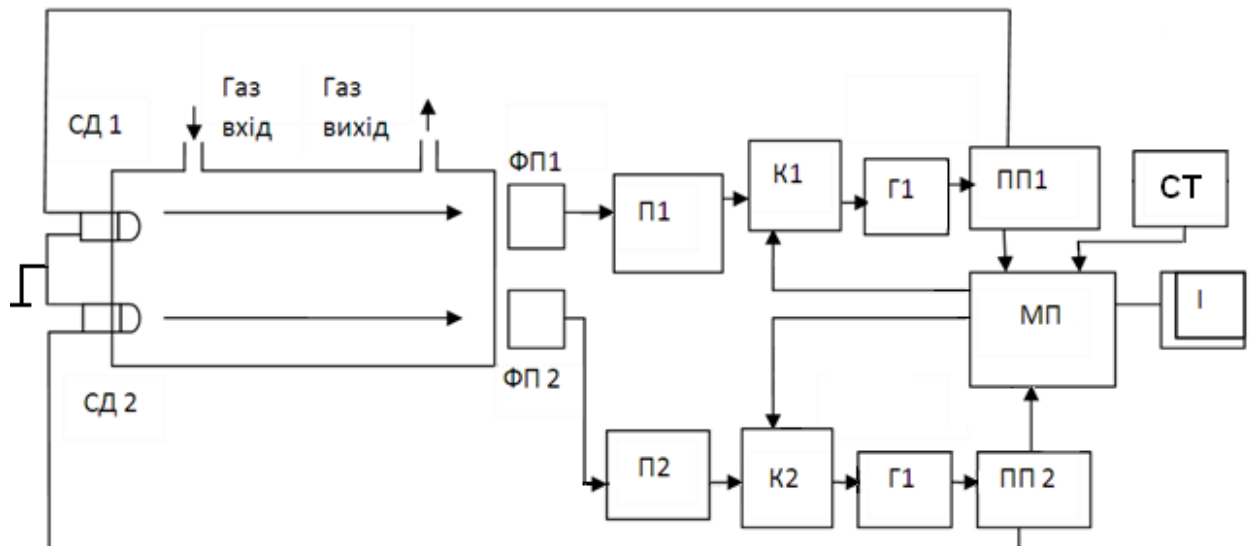 Газ
вхід
Газ
вихід
СД 1
ФП1
П1
К1
Г1
ПП1
СТ
МП
І
ФП 2
СД 2
П2
К2
Г1
ПП 2